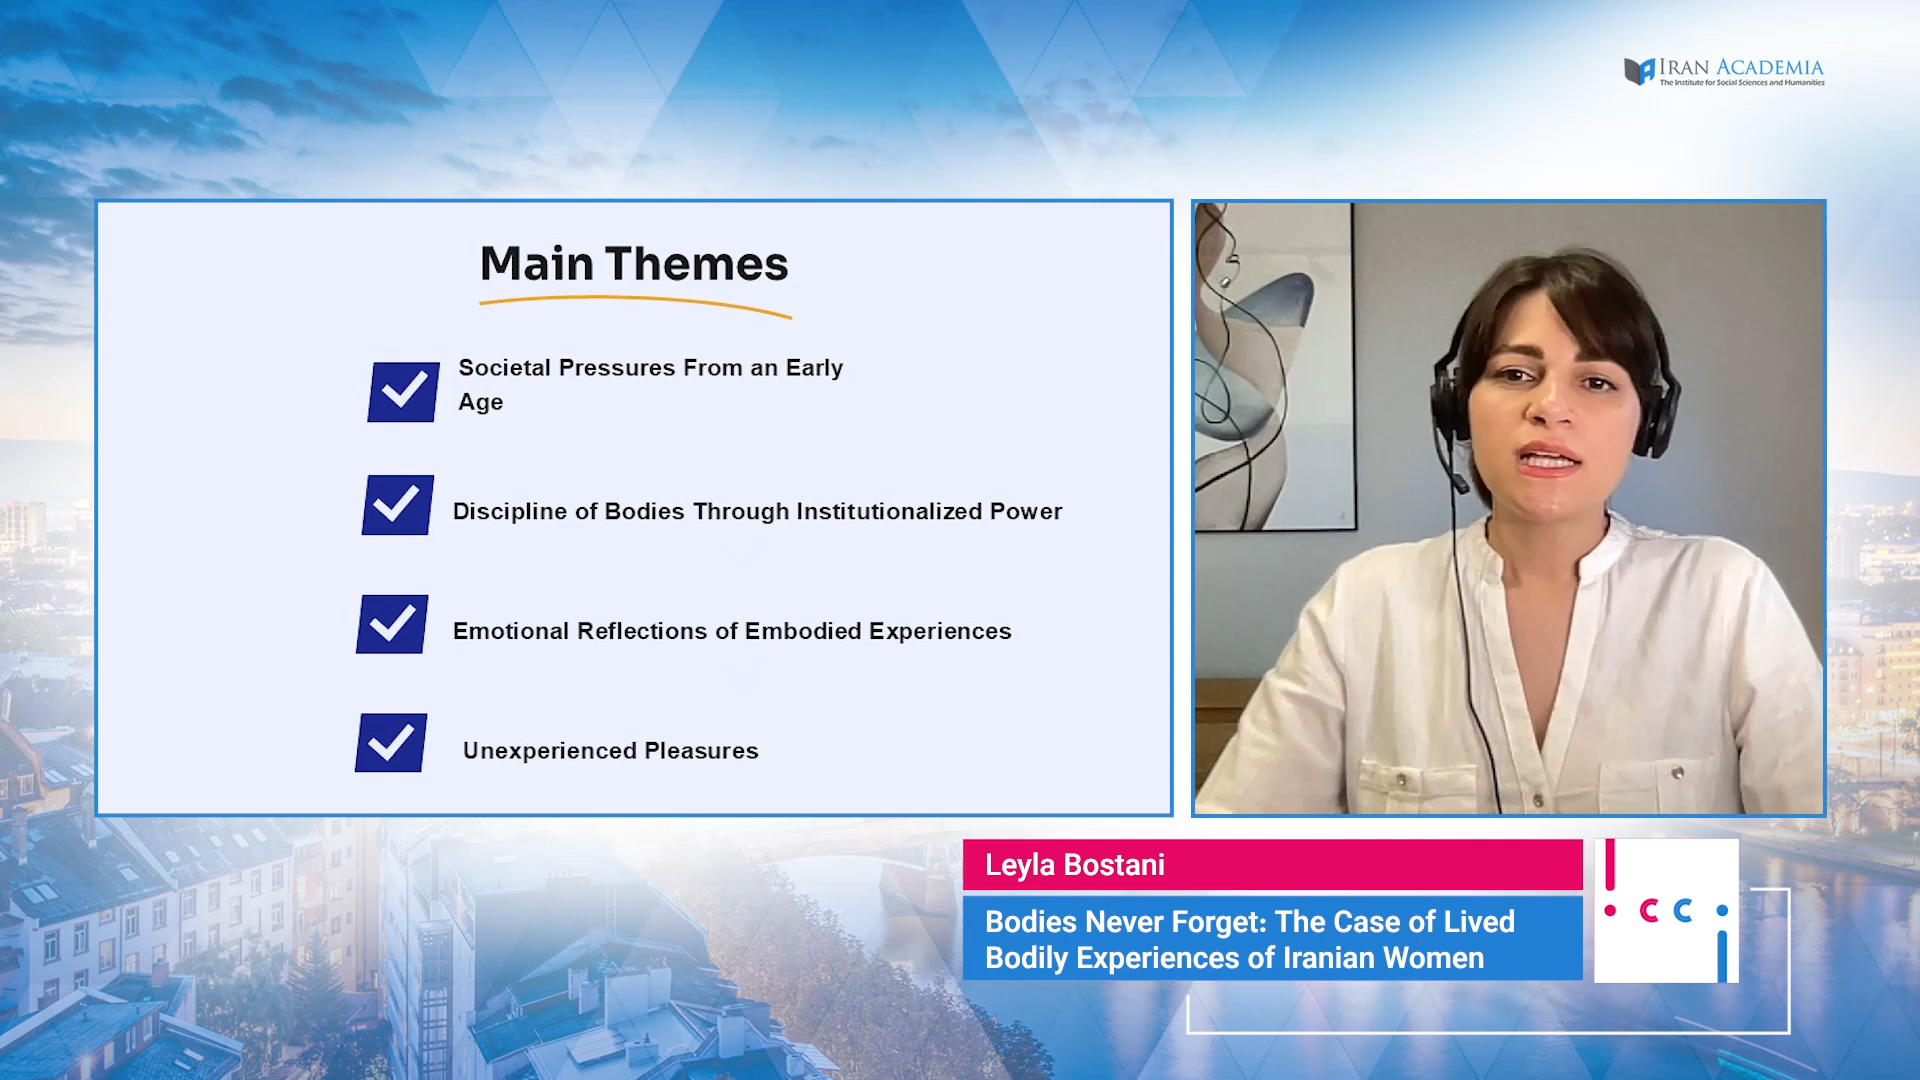 IRAN ACADEMIA
The Institute for Social Sciences and Humanities
Main Themes
Societal Pressures From an Early
Age
Discipline of Bodies Through Institutionalized Power
Emotional Reflections of Embodied Experiences
Unexperienced Pleasures
Leyla Bostani
Bodies Never Forget: The Case of Lived
Bodily Experiences of Iranian Women
icci